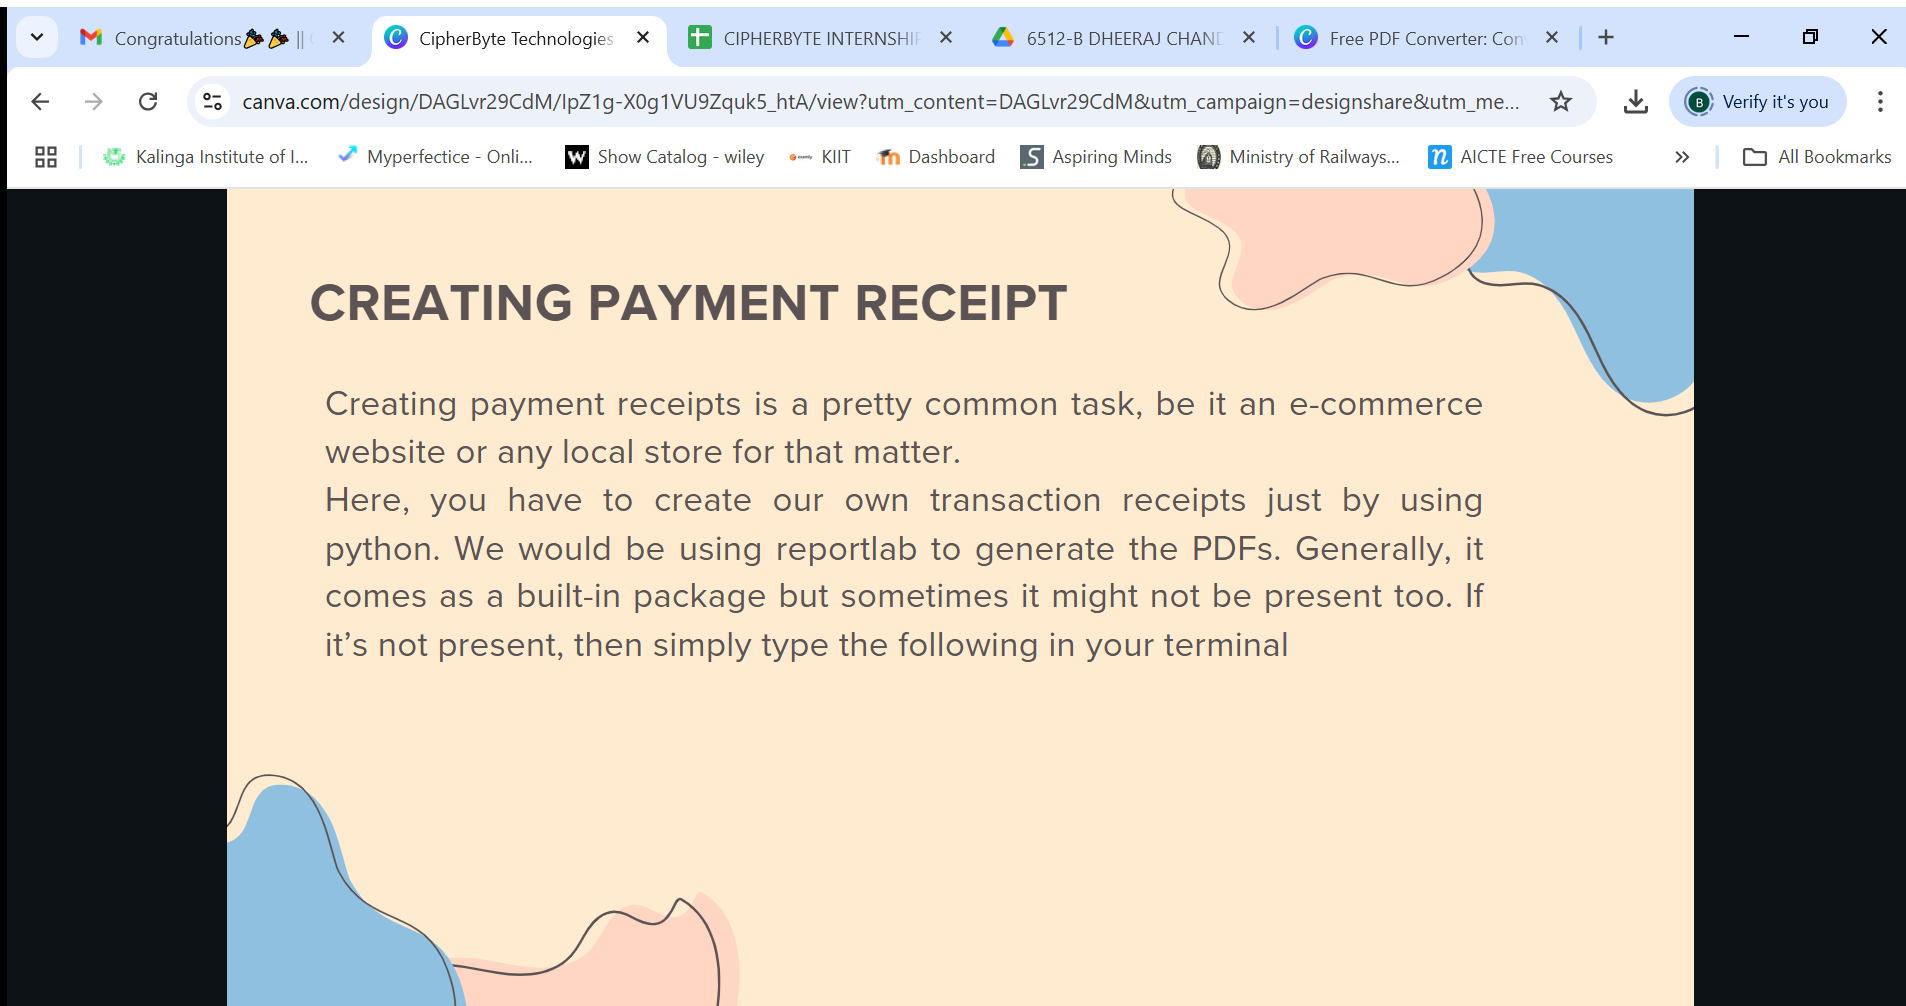 Congratulations🎉🎉 ||
CipherByte Technologies
CIPHERBYTE INTERNSHIP
6512-B DHEERAJ CHAND
Free PDF Converter: Con
canva.com/design/DAGLvr29CdM/IpZ1g-X0g1VU9Zquk5_htA/view?utm_content=DAGLvr29CdM&utm_campaign=designshare&utm_me...
B
Verify it's you
Kalinga Institute of I...
Myperfectice - Onli...
W
Show Catalog - wiley
KIIT
Dashboard
.S
Aspiring Minds
Ministry of Railways...
n
AICTE Free Courses
All Bookmarks
CREATING PAYMENT RECEIPT
Creating payment receipts is a pretty common task, be it an e-commerce
website or any local store for that matter.
Here, you have to create our own transaction receipts just by using
python. We would be using reportlab to generate the PDFs. Generally, it
comes as a built-in package but sometimes it might not be present too. If
it’s not present, then simply type the following in your terminal